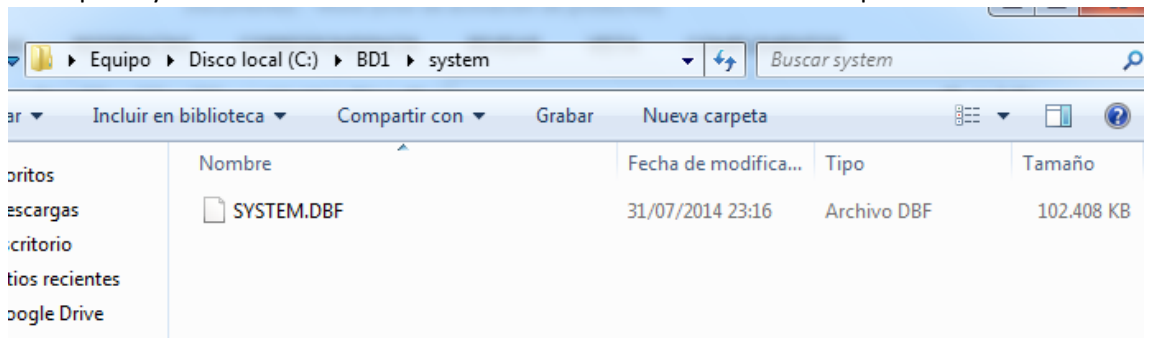 Equipo ▸ Disco local (C:) ▸ BD1 ▸ system
Buscar system
Incluir en biblioteca Compartir con Grabar Nueva carpeta
Nombre Fecha de modifica... Tipo Tamaño
SYSTEM.DBF 31/07/2014 23:16 Archivo DBF 102.408 KB
oritos
escargas
scritorio
tios recientes
oogle Drive